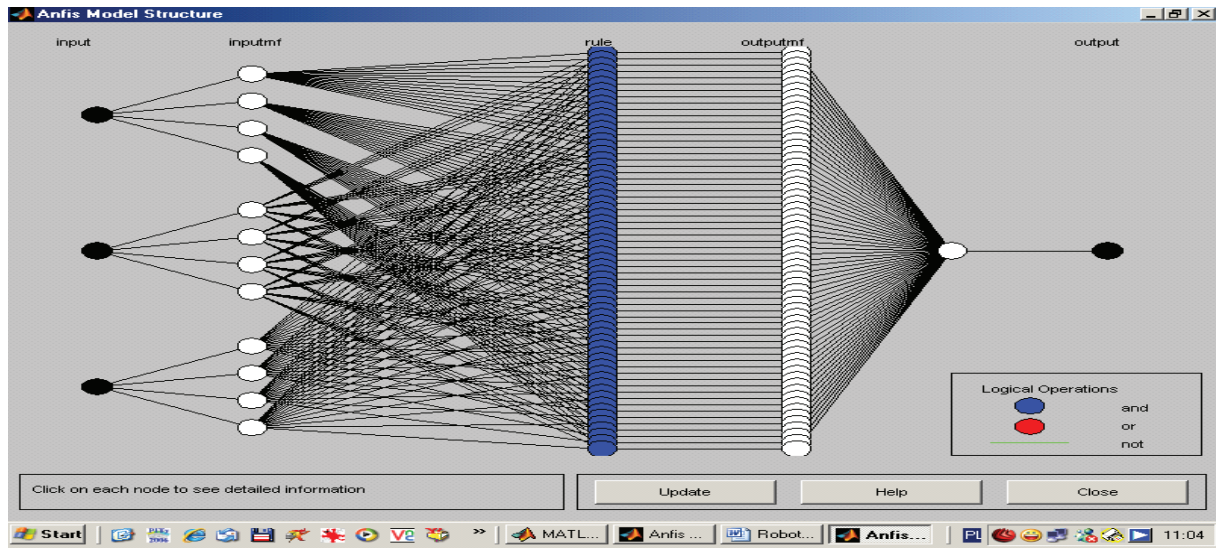 Anfis Model Structure
input inputmf rule outputmf output
Logical Operations
and
or
not
Click on each node to see detailed information
Update Help Close
Start » MATL... Anfis ... Robot... Anfis... PL 11:04